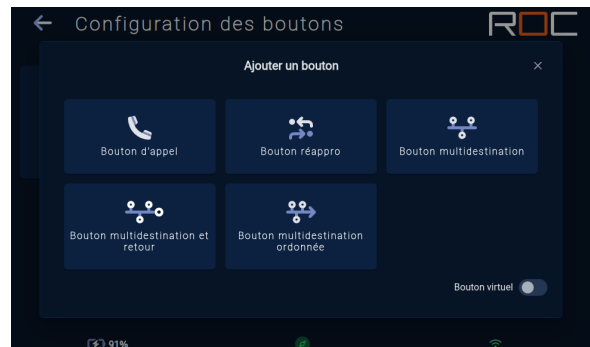 Configuration des boutons
ROC
Ajouter un bouton
Bouton d'appel
Bouton réappro
Bouton multidestination
Bouton multidestination et
retour
Bouton multidestination
ordonnée
Bouton virtuel
91%